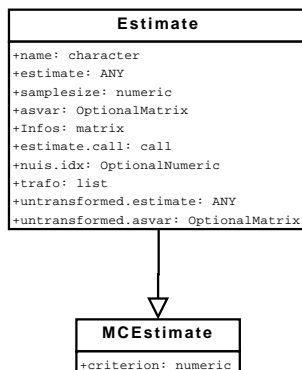 Estimate
+name: character
+estimate: ANY
+samplesize: numeric
+asvar: OptionalMatrix
+Infos: matrix
+estimate.call: call
+nuis.idx: OptionalNumeric
+trafo: list
+untransformed.estimate: ANY
+untransformed.asvar: OptionalMatrix
MCEstimate
+criterion: numeric